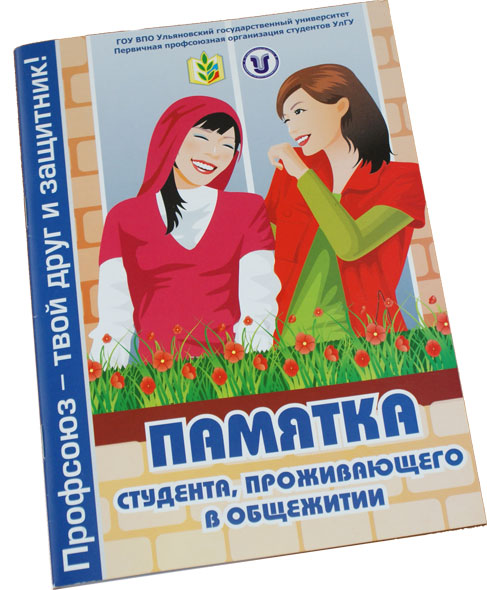 ГОУ ВПО Ульяновский государственный университет
Первичная профсоюзная организация студентов УлГУ
Профсоюз – твой друг и защитник!
ПАМЯТКА
СТУДЕНТА, ПРОЖИВАЮЩЕГО
В ОБЩЕЖИТИИ